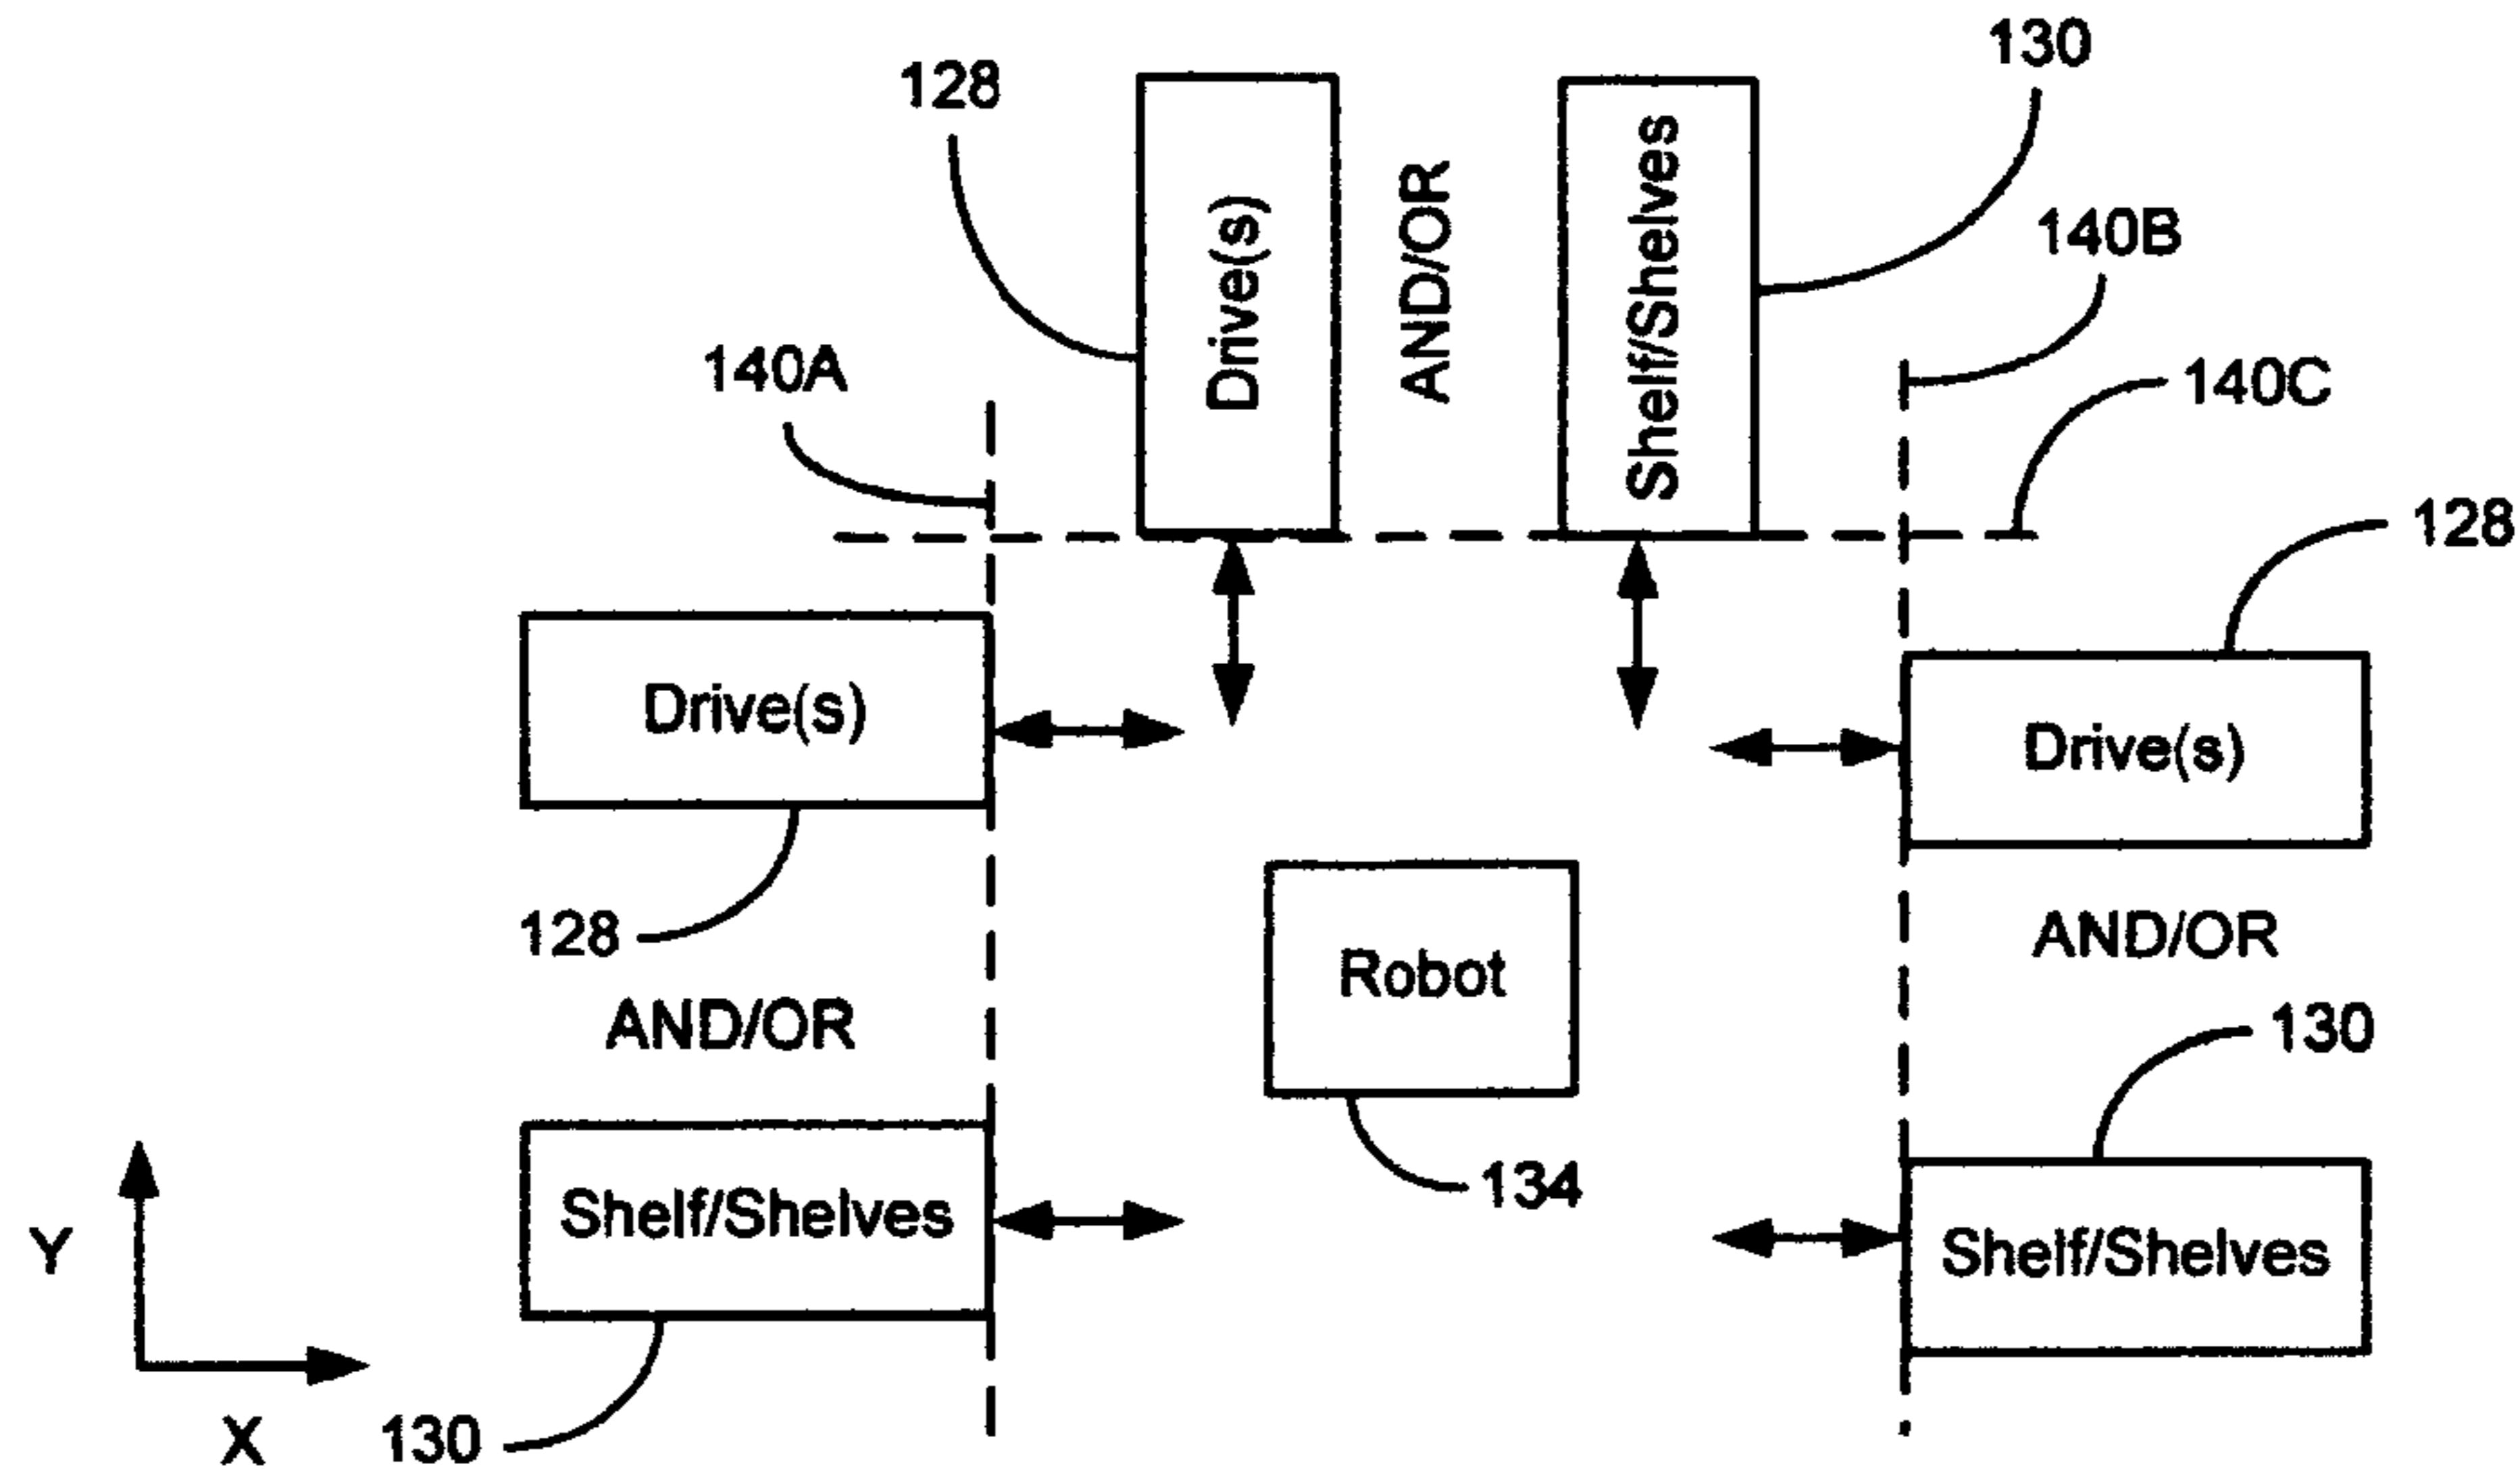 130
128
Drive(s)
AND/OR
Shelf/Shelves
140B
140A
140C
128
Drive(s)
Drive(s)
128
AND/OR
Robot
AND/OR
130
134
Shelf/Shelves
Shelf/Shelves
Y
X
130